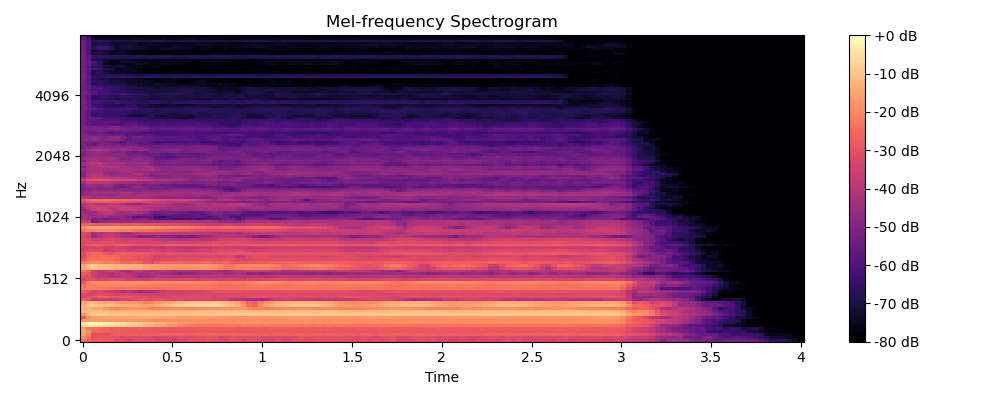 Mel-frequency Spectrogram
+0 dB
-10 dB
-20 dB
-30 dB
-40 dB
-50 dB
-60 dB
-70 dB
-80 dB
Hz
4096
2048
1024
512
0
0 0.5 1 1.5 2 2.5 3 3.5 4
Time